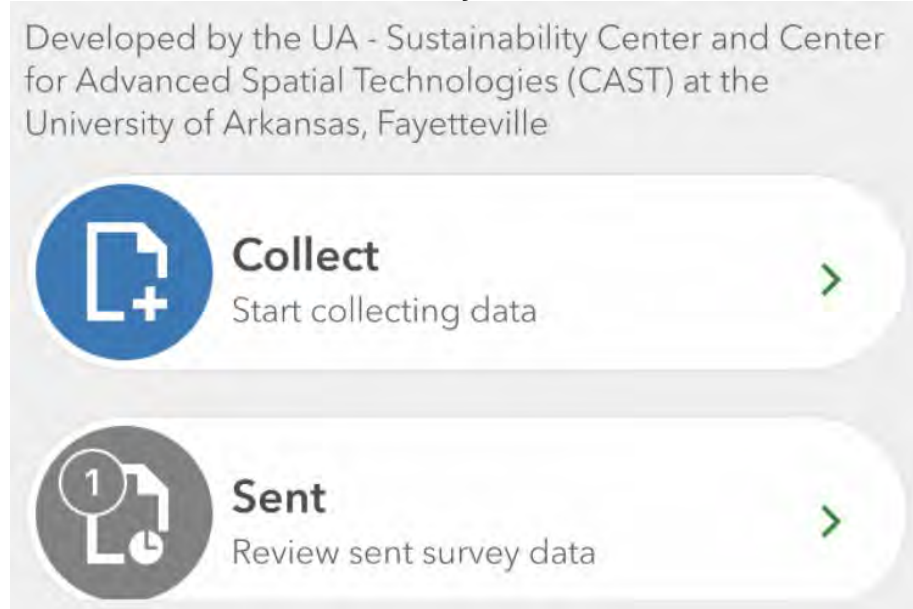 Developed by the UA - Sustainability Center and Center
for Advanced Spatial Technologies (CAST) at the
University of Arkansas, Fayetteville
Collect
Start collecting data
1
Sent
Review sent survey data